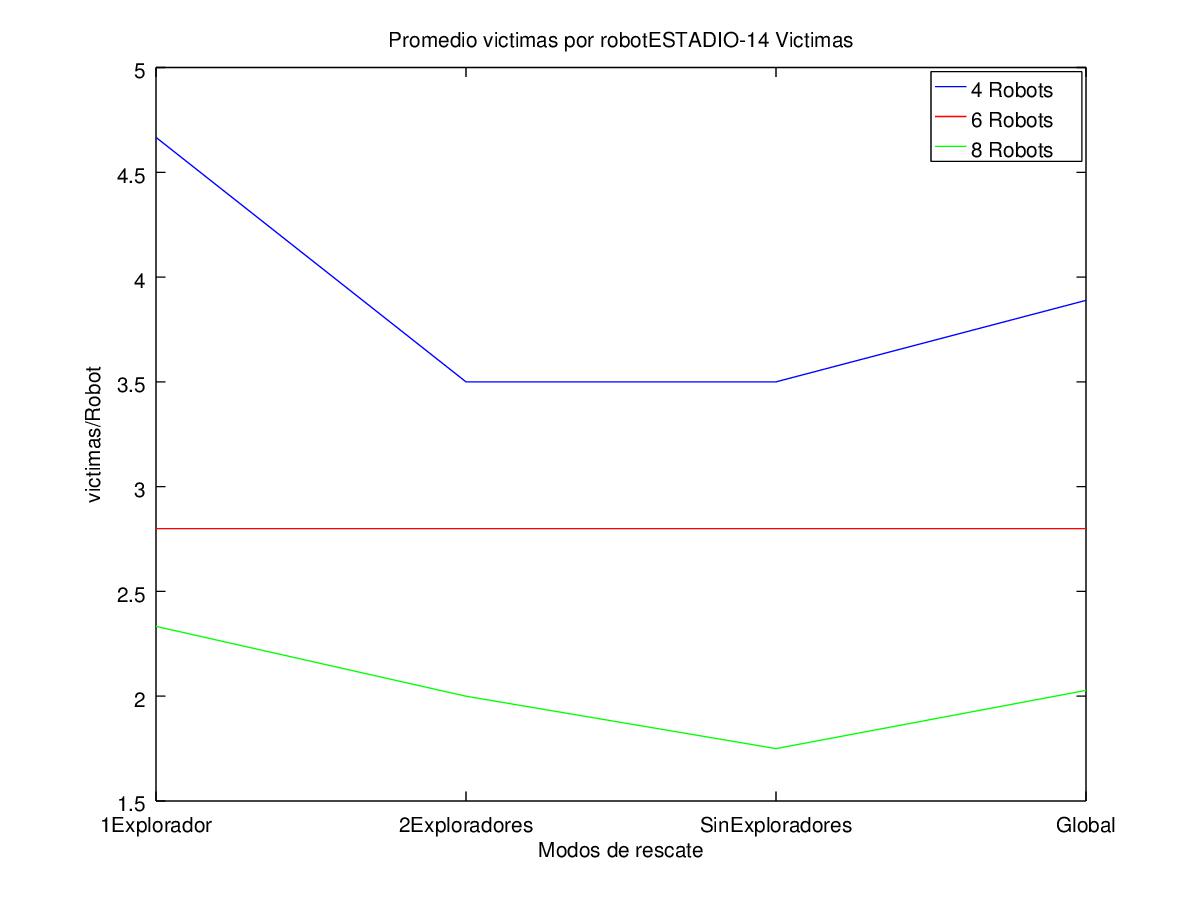 Promedio victimas por robotESTADIO-14 Victimas
5
4.5
4
3.5
3
2.5
2
1.5
victimas/Robot
4 Robots
6 Robots
8 Robots
1Explorador
2Exploradores
SinExploradores
Global
Modos de rescate